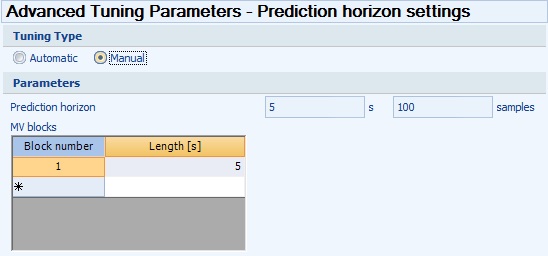 Advanced Tuning Parameters - Prediction horizon settings
Tuning Type
Automatic Manual
Parameters
Prediction horizon 5 s 100 samples
MV blocks
Block number Length [s]
1 5
*